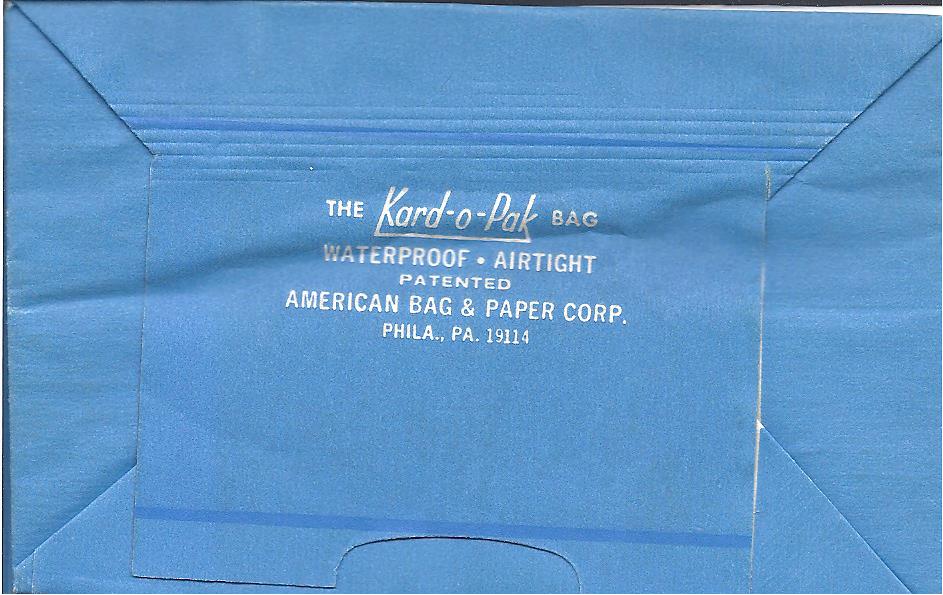 THE Kard-o-Pak BAG
WATERPROOF • AIRTIGHT
PATENTED
AMERICAN BAG & PAPER CORP.
PHILA., PA. 19114